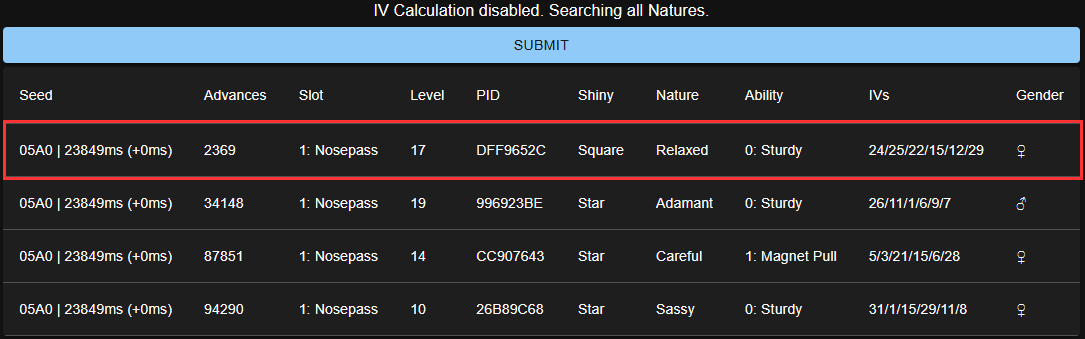 IV Calculation disabled. Searching all Natures.
SUBMIT
Seed Advances Slot Level PID Shiny Nature Ability IVs Gender
05A0 | 23849ms (+0ms) 2369 1: Nosepass 17 DFF9652C Square Relaxed 0: Sturdy 24/25/22/15/12/29 ♀
05A0 | 23849ms (+0ms) 34148 1: Nosepass 19 996923BE Star Adamant 0: Sturdy 26/11/1/6/9/7 ♂
05A0 | 23849ms (+0ms) 87851 1: Nosepass 14 CC907643 Star Careful 1: Magnet Pull 5/3/21/15/6/28 ♀
05A0 | 23849ms (+0ms) 94290 1: Nosepass 10 26B89C68 Star Sassy 0: Sturdy 31/1/15/29/11/8 ♀